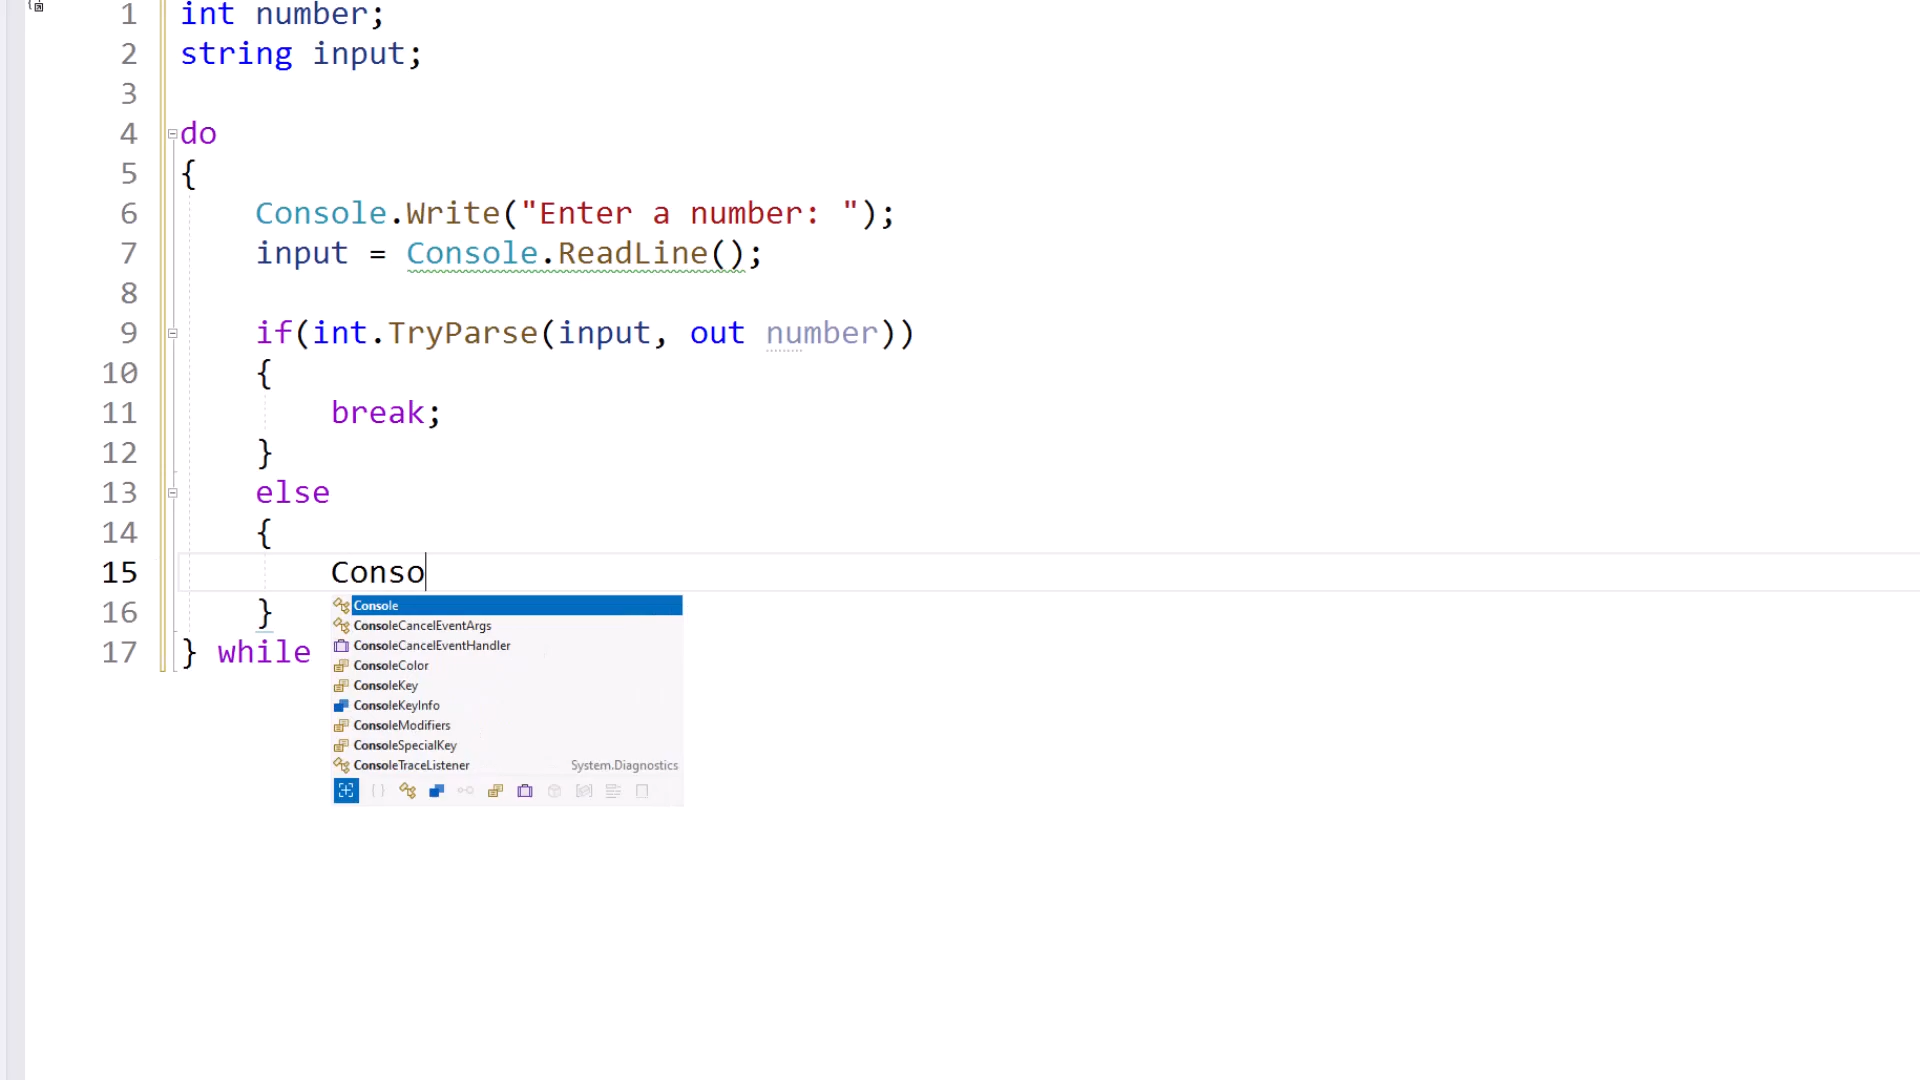 1 int number;
2 string input;
3
4 do
5 {
6 Console.Write("Enter a number: ");
7 input = Console.ReadLine();
8
9 if(int.TryParse(input, out number))
10 {
11 break;
12 }
13 else
14 {
15 Conso
16 }
17 } while
Console
ConsoleCancelEventArgs
ConsoleCancelEventHandler
ConsoleColor
ConsoleKey
ConsoleKeyInfo
ConsoleModifiers
ConsoleSpecialKey
ConsoleTraceListener System.Diagnostics